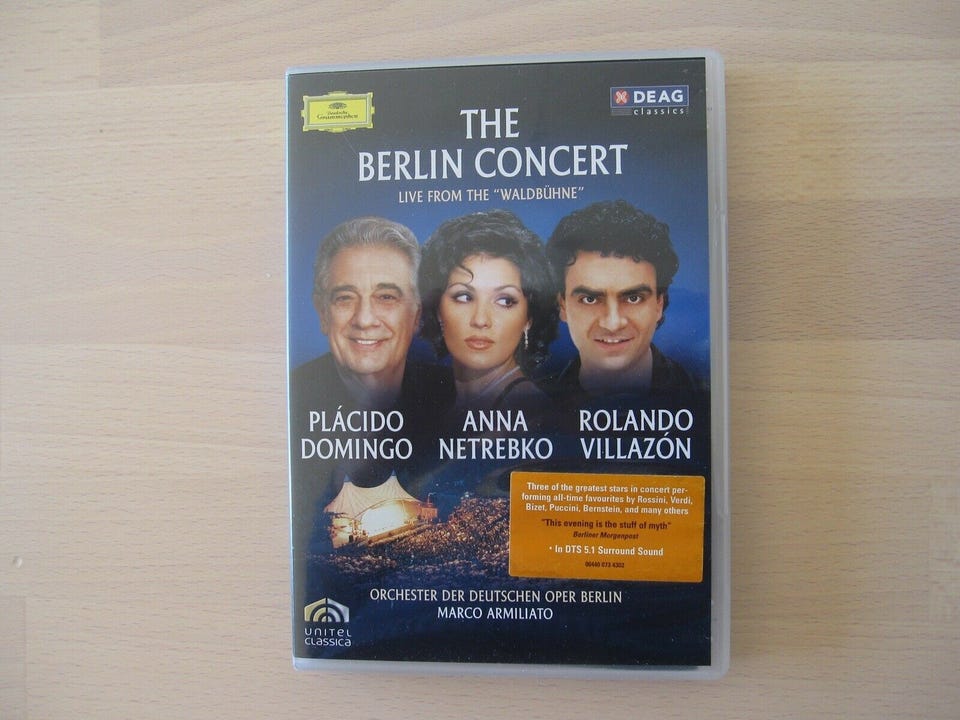 Deutsche
Grammophon
DEAG
classics
THE
BERLIN CONCERT
LIVE FROM THE “WALDBÜHNE”
PLÁCIDO
DOMINGO
ANNA
NETREBKO
ROLANDO
VILLAZÓN
Three of the greatest stars in concert per-
forming all-time favourites by Rossini, Verdi,
Bizet, Puccini, Bernstein, and many others
"This evening is the stuff of myth"
Berliner Morgenpost
• In DTS 5.1 Surround Sound
00440 073 4302
ORCHESTER DER DEUTSCHEN OPER BERLIN
MARCO ARMILIATO
UNITEL
CLASSICA